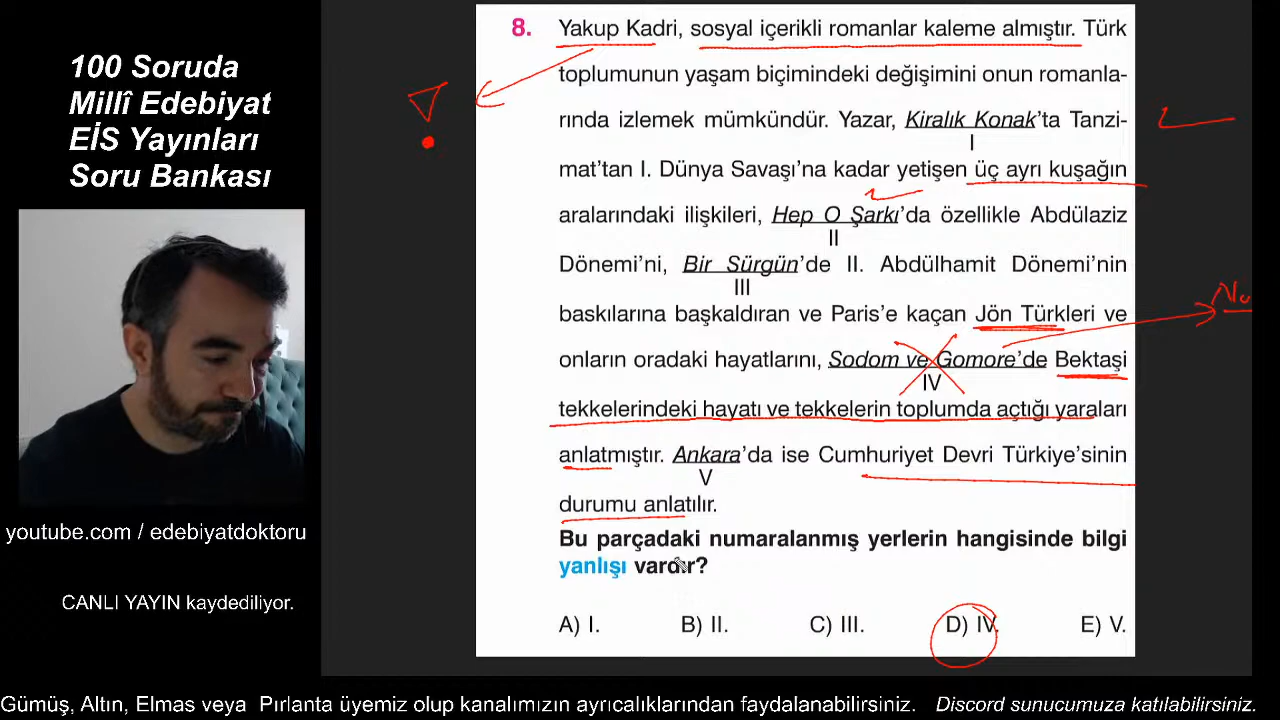 100 Soruda
Millî Edebiyat
EİS Yayınları
Soru Bankası
youtube.com / edebiyatdoktoru
CANLI YAYIN kaydediliyor.
8. Yakup Kadri, sosyal içerikli romanlar kaleme almıştır. Türk
toplumunun yaşam biçimindeki değişimini onun romanla-
rında izlemek mümkündür. Yazar, Kiralık Konak’ta Tanzi-
I
mat’tan I. Dünya Savaşı’na kadar yetişen üç ayrı kuşağın
aralarındaki ilişkileri, Hep O Şarkı’da özellikle Abdülaziz
II
Dönemi’ni, Bir Sürgün’de II. Abdülhamit Dönemi’nin
III
baskılarına başkaldıran ve Paris’e kaçan Jön Türkleri ve
onların oradaki hayatlarını, Sodom ve Gomore’de Bektaşi
IV
tekkelerindeki hayatı ve tekkelerin toplumda açtığı yaraları
anlatmıştır. Ankara’da ise Cumhuriyet Devri Türkiye’sinin
V
durumu anlatılır.
Bu parçadaki numaralanmış yerlerin hangisinde bilgi
yanlışı vardır?
A) I. B) II. C) III. D) IV. E) V.
Gümüş, Altın, Elmas veya Pırlanta üyemiz olup kanalımızın ayrıcalıklarından faydalanabilirsiniz. Discord sunucumuza katılabilirsiniz.